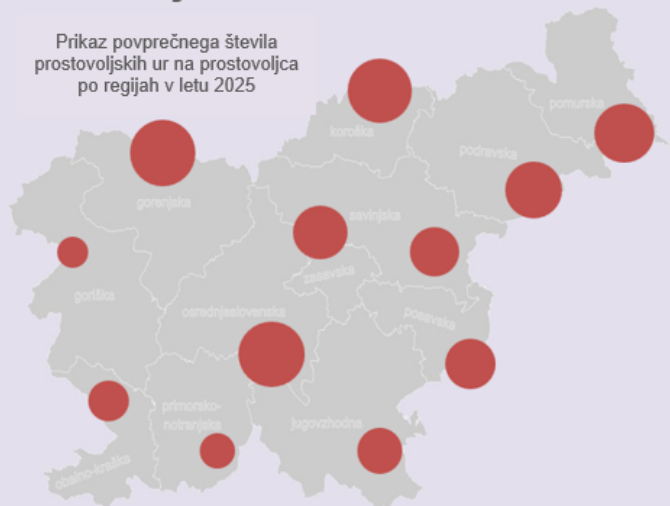 Prikaz povprečnega števila
prostovoljskih ur na prostovoljca
po regijah v letu 2025
pomurska
koroška
podravska
gorenjska
savinjska
zasavska
goriška
osrednjeslovenska
posavska
primorsko-
notranjska
jugovzhodna
obalno-kraška